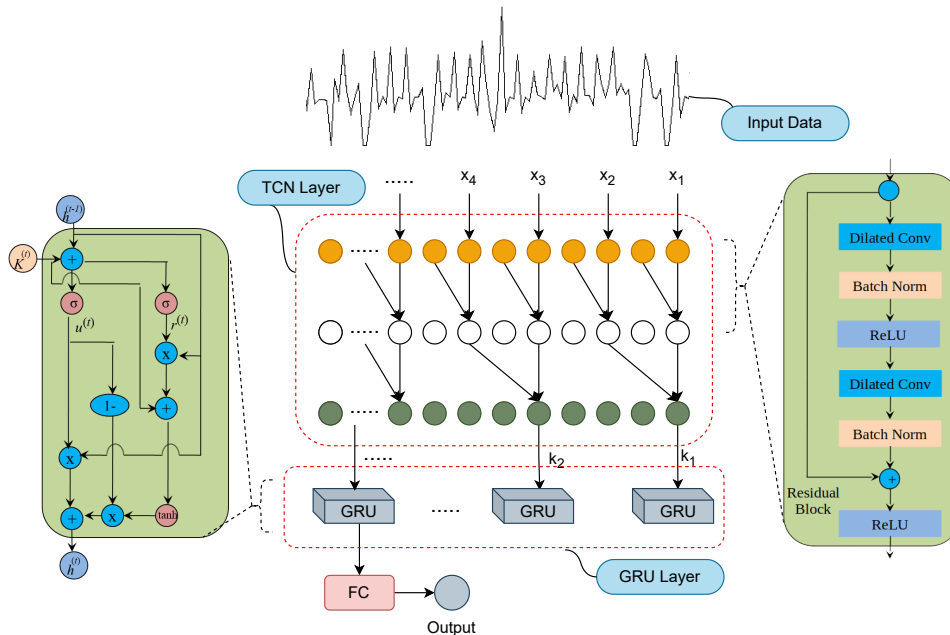 Input Data
TCN Layer
..... x₄ x₃ x₂ x₁
h^(t-1)
K^(t)
+
σ σ
u^(t) r^(t)
x
1- +
x
+ x tanh
h^(t)
.....
.....
.....
..... k₂ k₁
GRU ..... GRU GRU
GRU Layer
FC
Output
Dilated Conv
Batch Norm
ReLU
Dilated Conv
Batch Norm
+
Residual
Block
ReLU